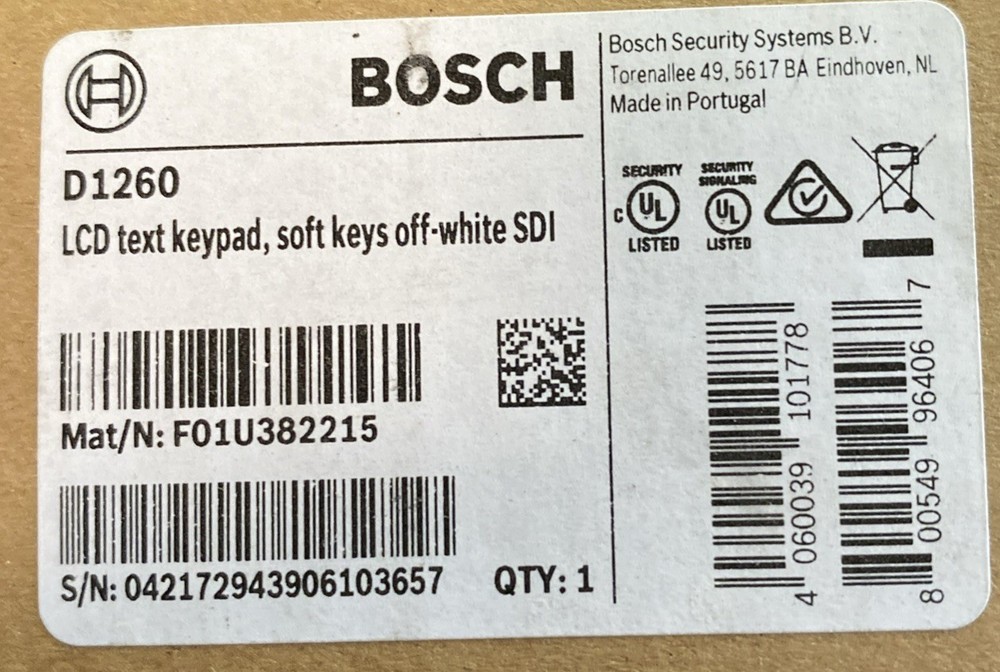 BOSCH
D1260
LCD text keypad, soft keys off-white SDI
Mat/N: F01U382215
S/N: 042172943906103657
QTY: 1
Bosch Security Systems B.V.
Torenallee 49, 5617 BA Eindhoven, NL
Made in Portugal
SECURITY
C UL
LISTED
SECURITY
SIGNALING
UL
LISTED
4 060039 101778
8 00549 96406 7